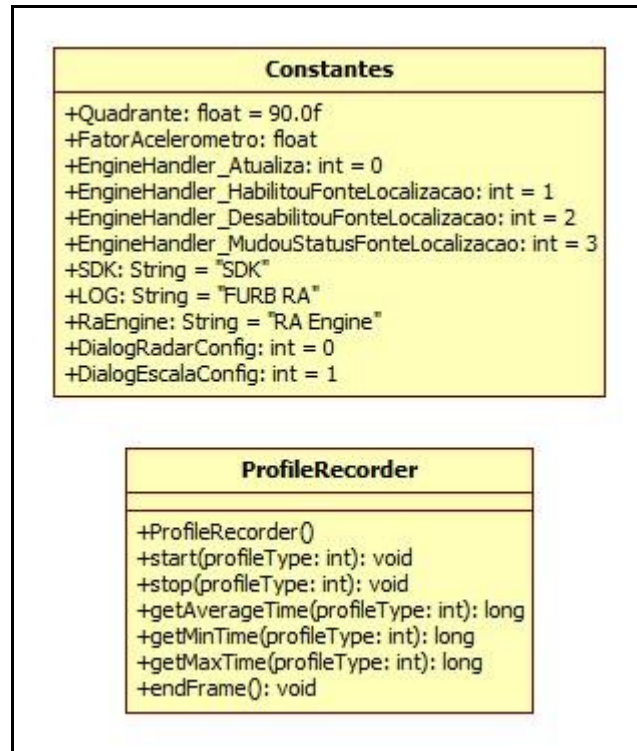 Constantes
+Quadrante: float = 90.0f
+FatorAcelerometro: float
+EngineHandler_Atualiza: int = 0
+EngineHandler_HabilitouFonteLocalizacao: int = 1
+EngineHandler_DesabilitouFonteLocalizacao: int = 2
+EngineHandler_MudouStatusFonteLocalizacao: int = 3
+SDK: String = "SDK"
+LOG: String = "FURB RA"
+RaEngine: String = "RA Engine"
+DialogRadarConfig: int = 0
+DialogEscalaConfig: int = 1
ProfileRecorder
+ProfileRecorder()
+start(profileType: int): void
+stop(profileType: int): void
+getAverageTime(profileType: int): long
+getMinTime(profileType: int): long
+getMaxTime(profileType: int): long
+endFrame(): void